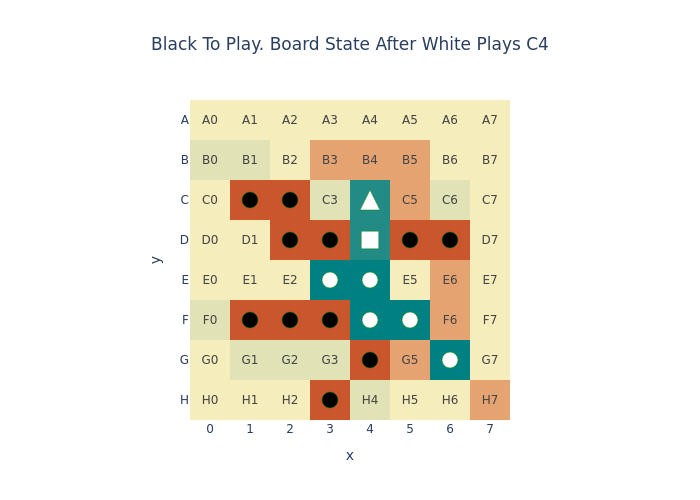 Black To Play. Board State After White Plays C4
A A0 A1 A2 A3 A4 A5 A6 A7
B B0 B1 B2 B3 B4 B5 B6 B7
C C0 C3 C5 C6 C7
D D0 D1 D7
E E0 E1 E2 E5 E6 E7
F F0 F6 F7
G G0 G1 G2 G3 G5 G7
H H0 H1 H2 H4 H5 H6 H7
0 1 2 3 4 5 6 7
x
y